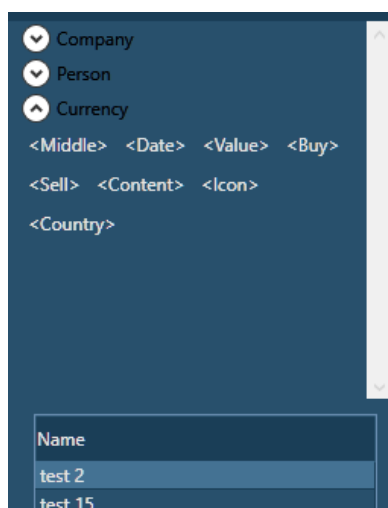 Company
Person
Currency
<Middle> <Date> <Value> <Buy>
<Sell> <Content> <Icon>
<Country>
Name
test 2
test 15